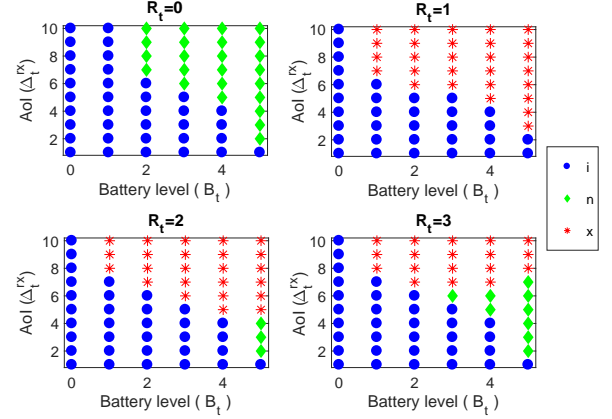 R_t=0
10
8
6
4
2
AoI (Δ_t^rx)
0 2 4
Battery level ( B_t )
R_t=1
10
8
6
4
2
AoI (Δ_t^rx)
0 2 4
Battery level ( B_t )
i
n
x
R_t=2
10
8
6
4
2
AoI (Δ_t^rx)
0 2 4
Battery level ( B_t )
R_t=3
10
8
6
4
2
AoI (Δ_t^rx)
0 2 4
Battery level ( B_t )